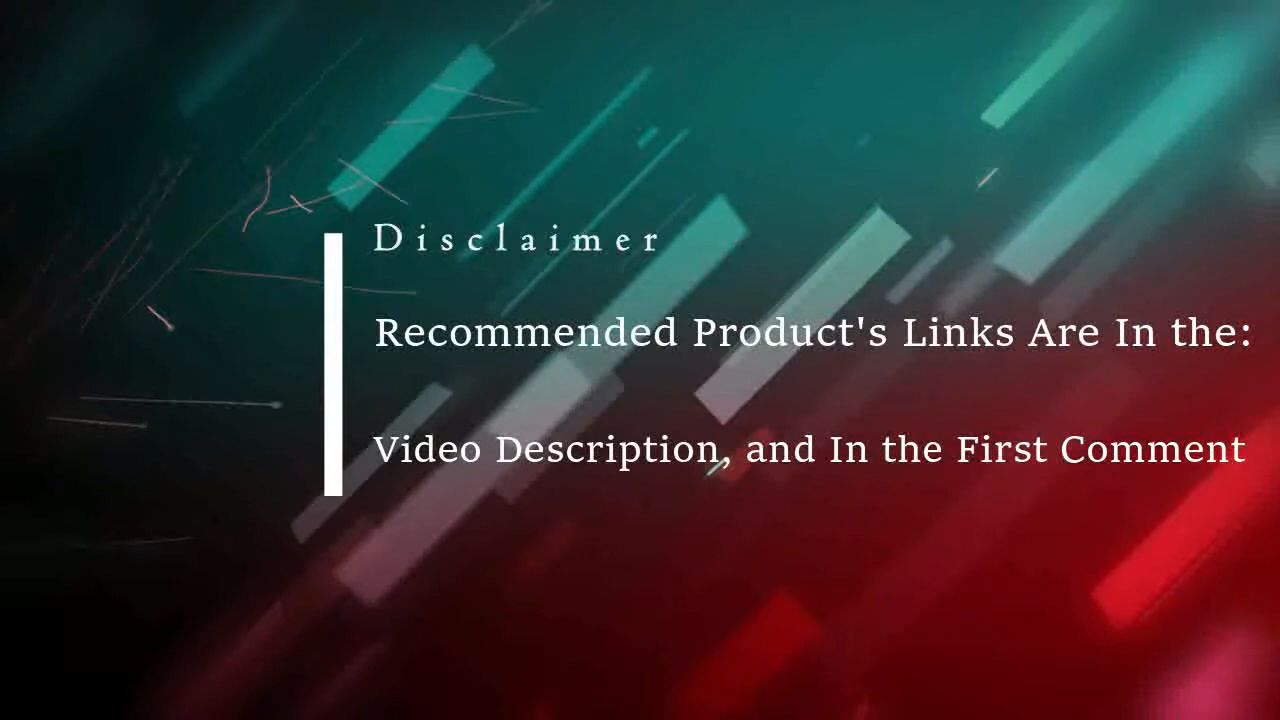 Disclaimer
Recommended Product's Links Are In the:
Video Description, and In the First Comment